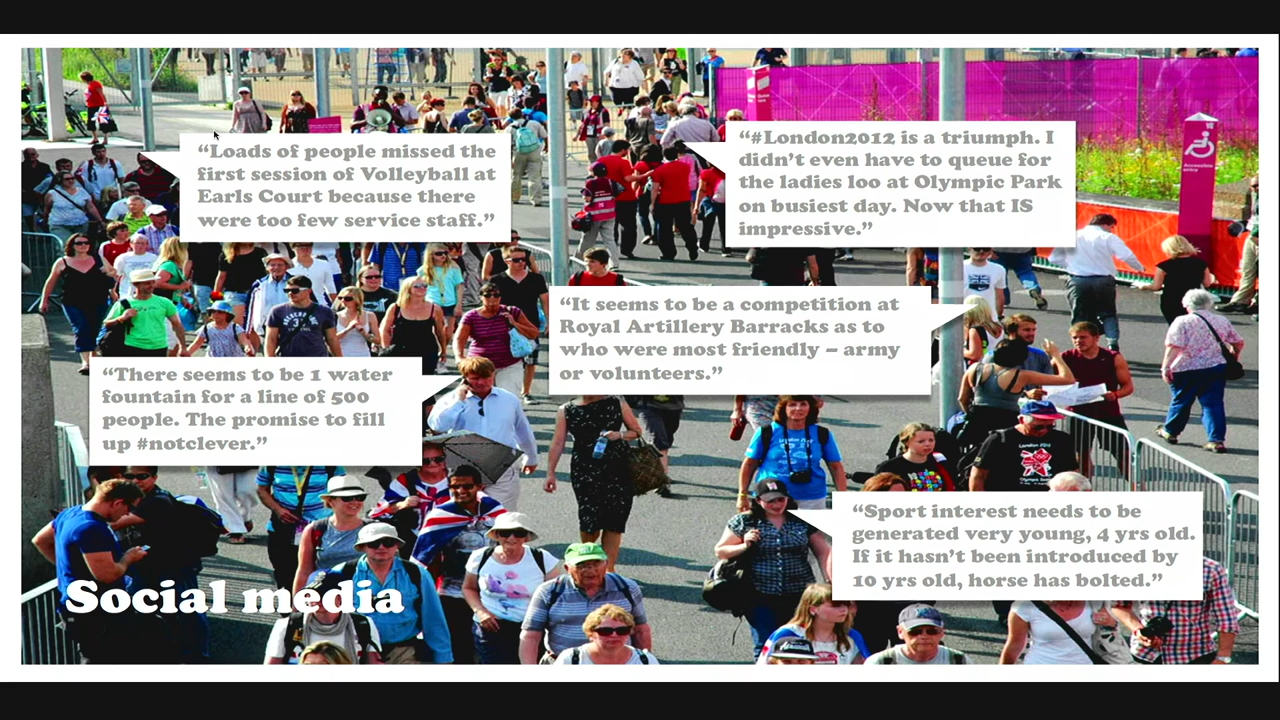 “Loads of people missed the
first session of Volleyball at
Earls Court because there
were too few service staff.”
“#London2012 is a triumph. I
didn’t even have to queue for
the ladies loo at Olympic Park
on busiest day. Now that IS
impressive.”
“It seems to be a competition at
Royal Artillery Barracks as to
who were most friendly – army
or volunteers.”
“There seems to be 1 water
fountain for a line of 500
people. The promise to fill
up #notclever.”
“Sport interest needs to be
generated very young, 4 yrs old.
If it hasn’t been introduced by
10 yrs old, horse has bolted.”
Social media
Accessible
entry